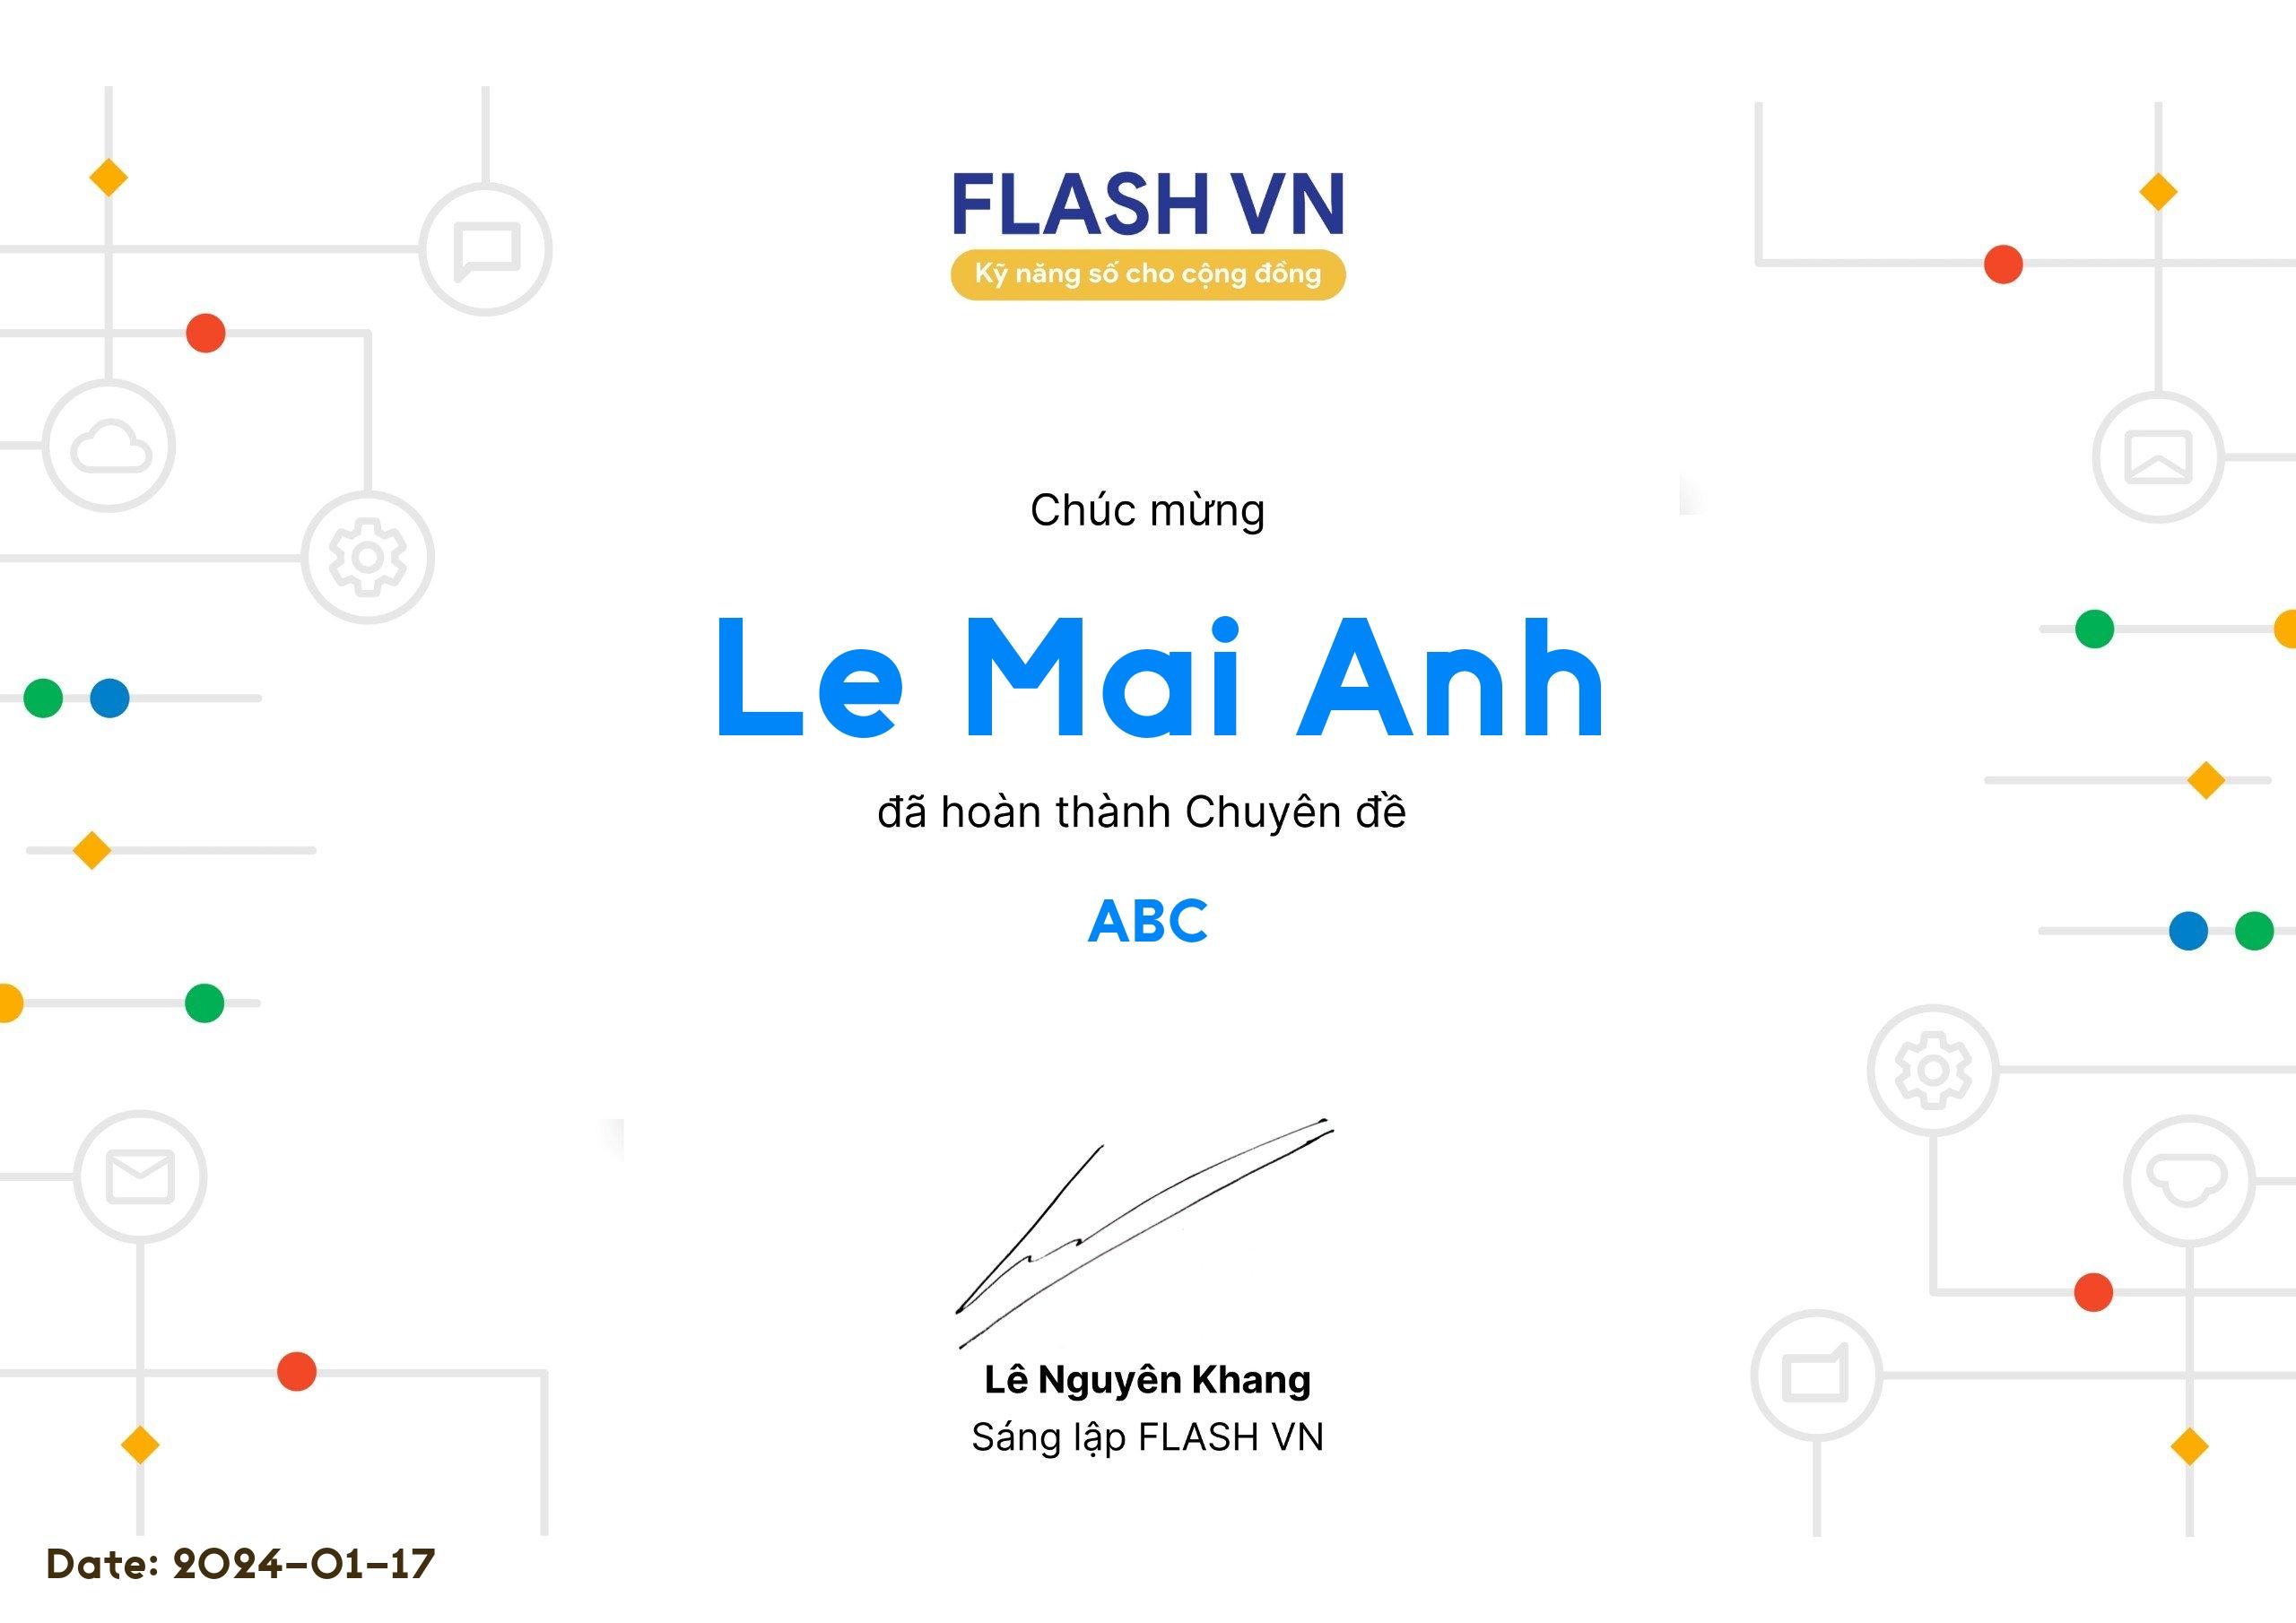 FLASH VN
Kỹ năng số cho cộng đồng
Chúc mừng
Le Mai Anh
đã hoàn thành Chuyên đề
ABC
Lê Nguyên Khang
Sáng lập FLASH VN
Date: 2024-01-17